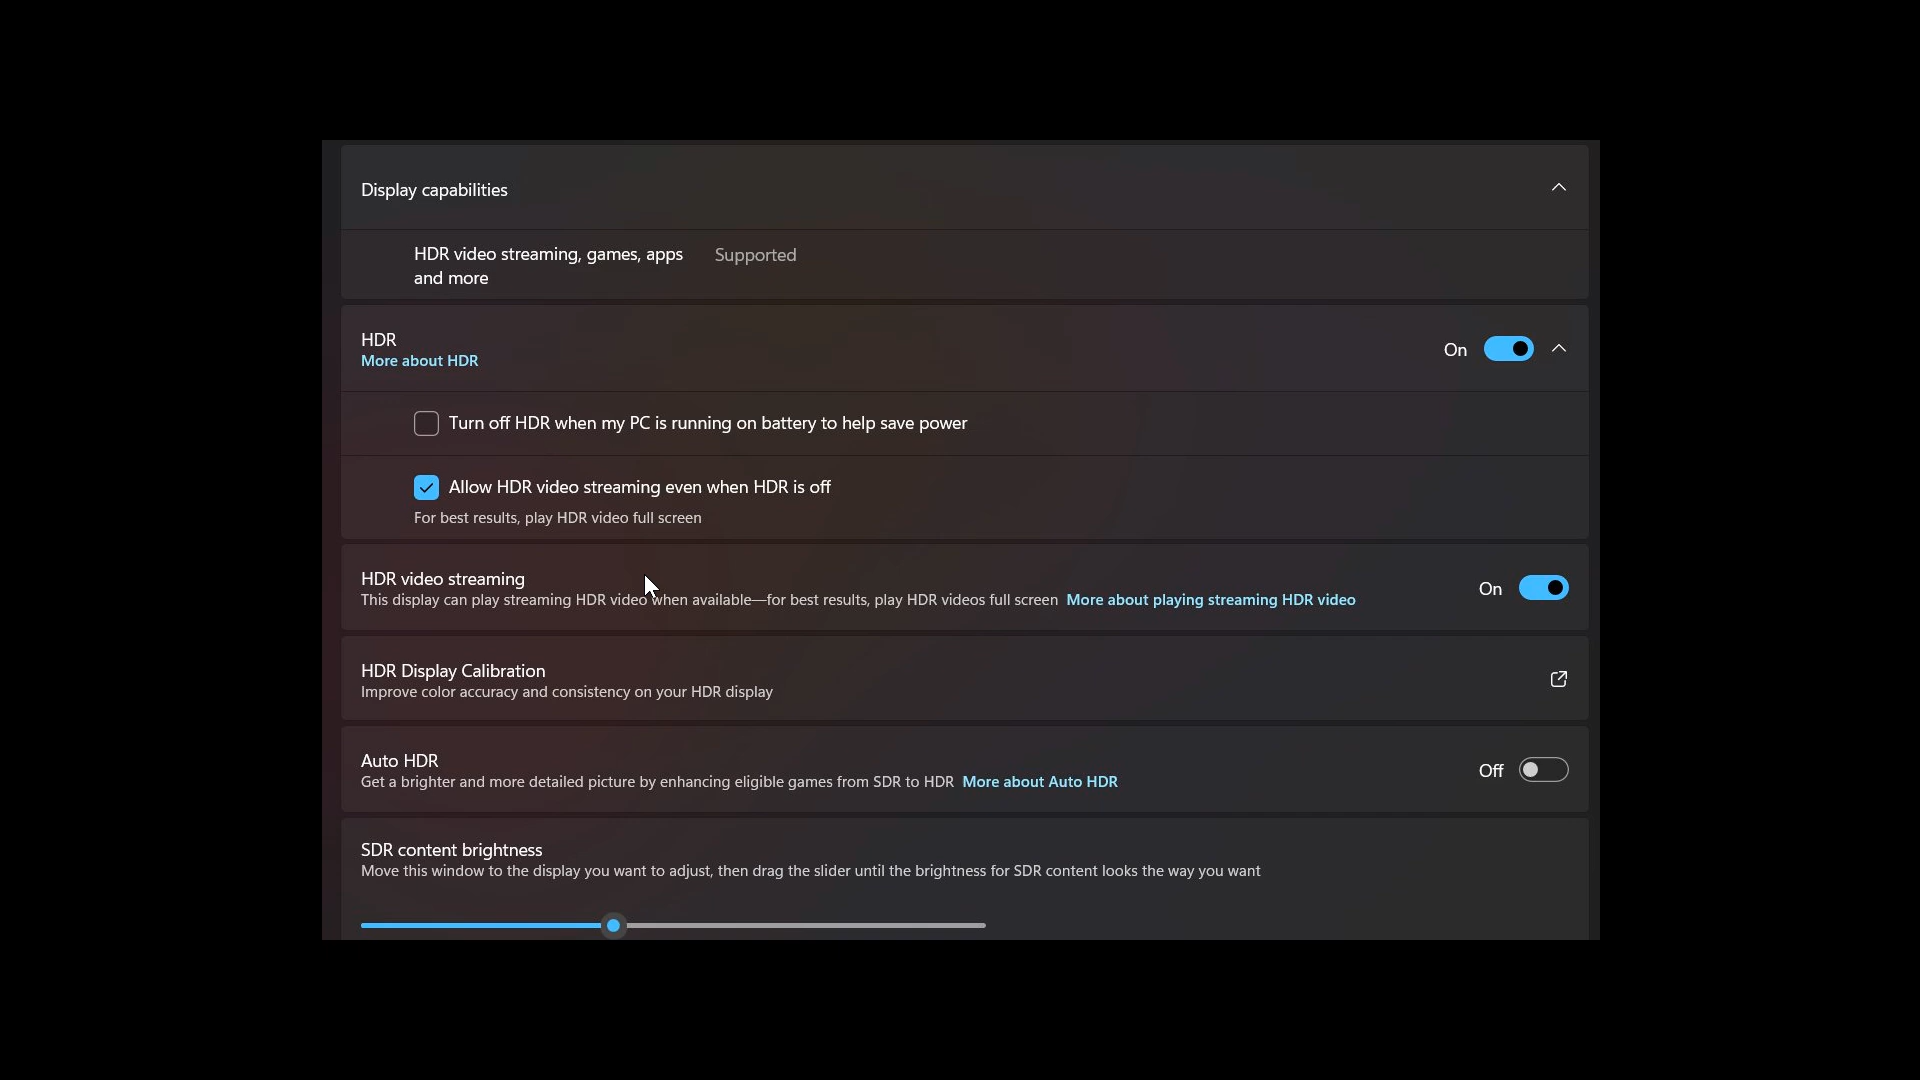 Display capabilities
HDR video streaming, games, apps Supported
and more
HDR
More about HDR
On
Turn off HDR when my PC is running on battery to help save power
Allow HDR video streaming even when HDR is off
For best results, play HDR video full screen
HDR video streaming
This display can play streaming HDR video when available—for best results, play HDR videos full screen More about playing streaming HDR video
On
HDR Display Calibration
Improve color accuracy and consistency on your HDR display
Auto HDR
Get a brighter and more detailed picture by enhancing eligible games from SDR to HDR More about Auto HDR
Off
SDR content brightness
Move this window to the display you want to adjust, then drag the slider until the brightness for SDR content looks the way you want